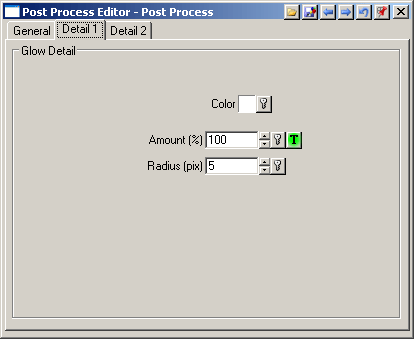 Post Process Editor - Post Process
General Detail 1 Detail 2
Glow Detail
Color
Amount (%) 100 T
Radius (pix) 5